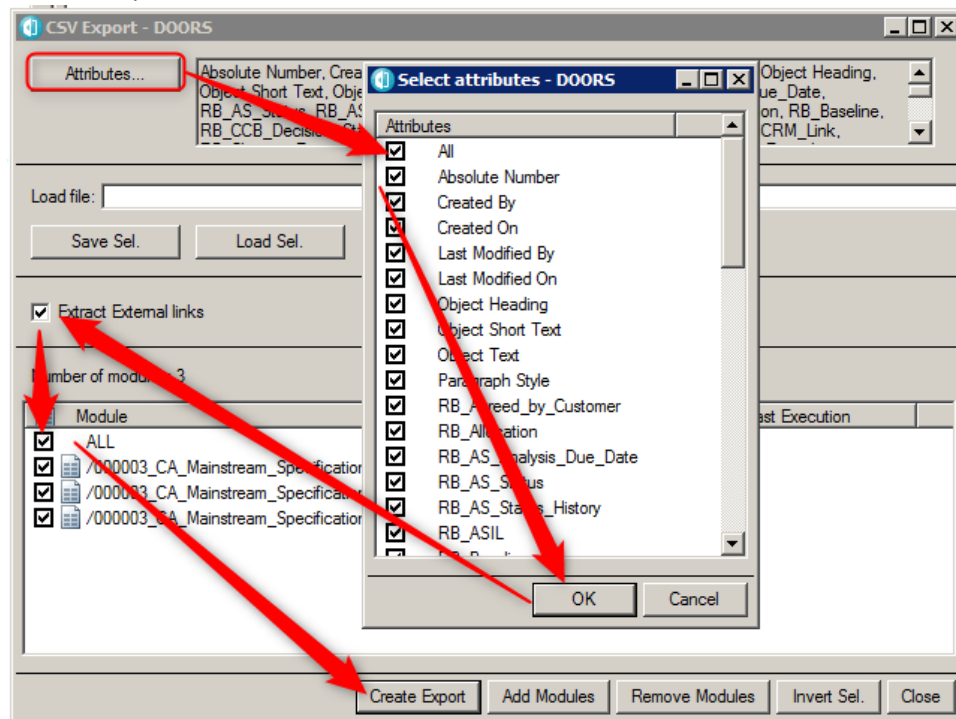 CSV Export - DOORS
Attributes...
Absolute Number, Crea
Object Heading,
Object Short Text, Obje
ue_Date,
RB_AS_Status, RB_AS
on, RB_Baseline,
RB_CCB_Decision_Sta
CRM_Link,
Select attributes - DOORS
Attributes
All
Absolute Number
Created By
Created On
Last Modified By
Last Modified On
Object Heading
Object Short Text
Object Text
Paragraph Style
RB_Agreed_by_Customer
RB_Allocation
RB_AS_Analysis_Due_Date
RB_AS_Status
RB_AS_Status_History
RB_ASIL
OK
Cancel
Load file:
Save Sel.
Load Sel.
Extract External links
Number of modules 3
Module
ast Execution
ALL
/000003_CA_Mainstream_Specification
/000003_CA_Mainstream_Specification
/000003_CA_Mainstream_Specification
Create Export
Add Modules
Remove Modules
Invert Sel.
Close